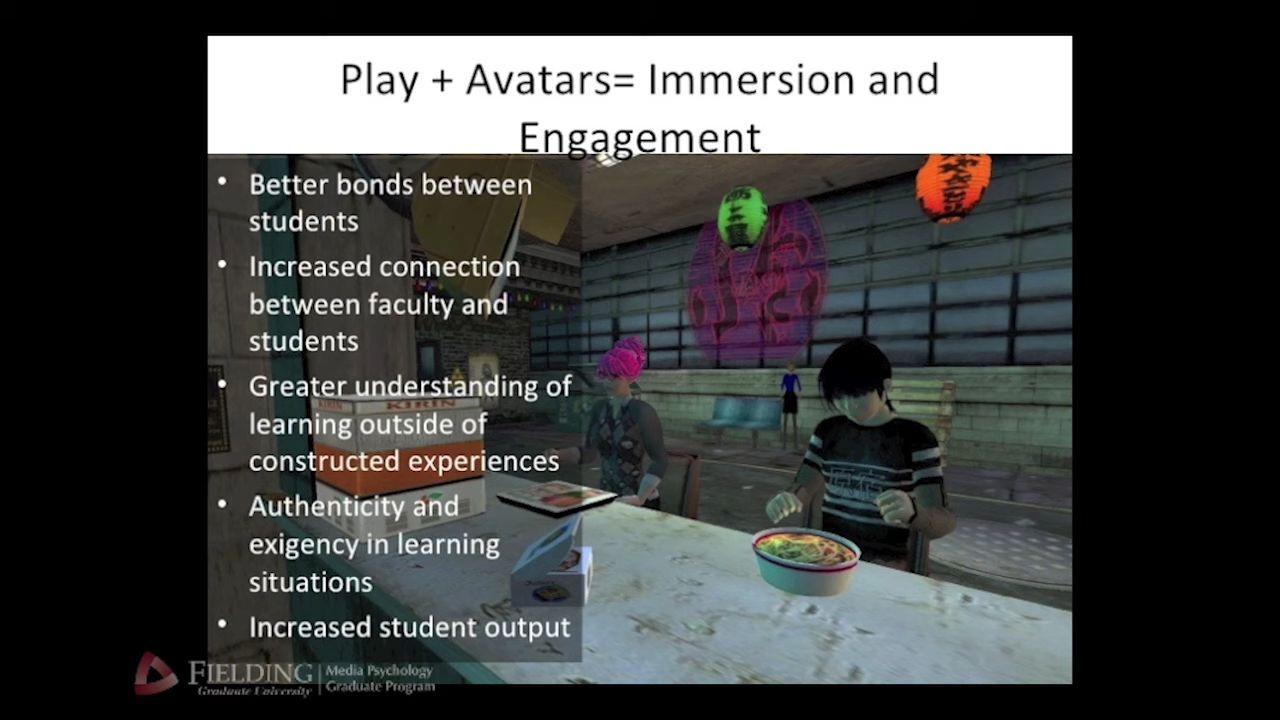 Play + Avatars= Immersion and
Engagement
• Better bonds between
students
• Increased connection
between faculty and
students
• Greater understanding of
learning outside of
constructed experiences
• Authenticity and
exigency in learning
situations
• Increased student output
KIRIN
KIRIN
FIELDING
Graduate University
Media Psychology
Graduate Program